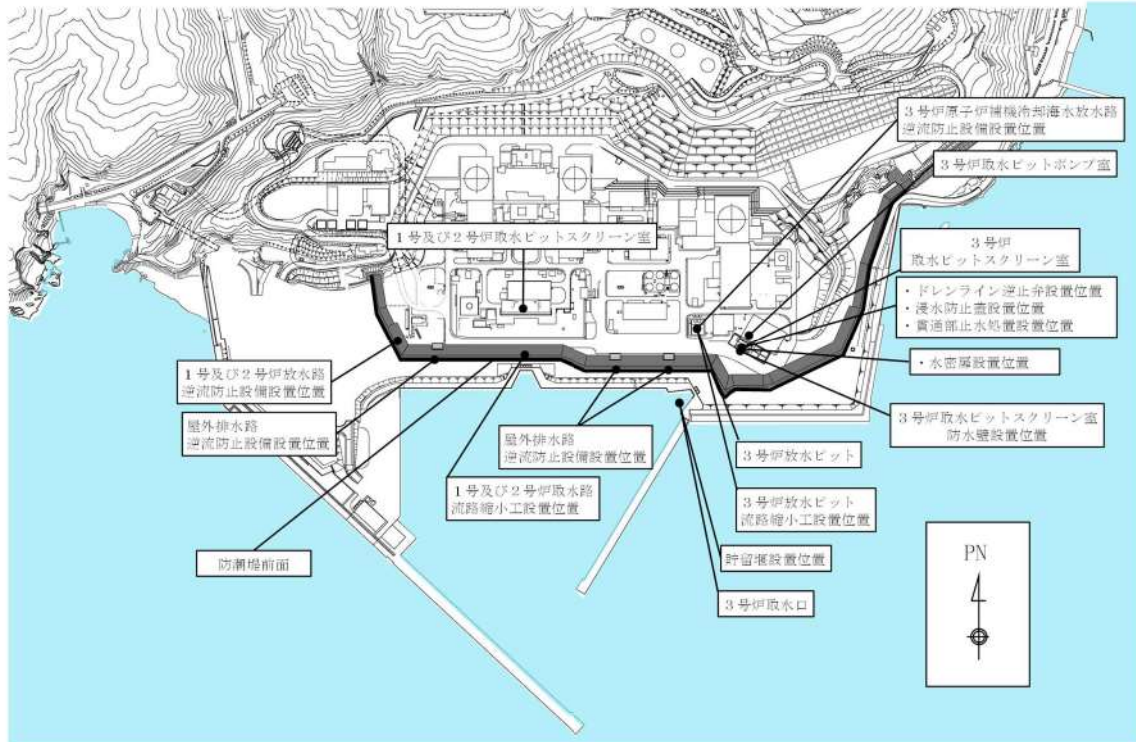 3号炉原子炉補機冷却海水放水路
逆流防止設備設置位置
3号炉取水ピットポンプ室
1号及び2号炉取水ピットスクリーン室
3号炉
取水ピットスクリーン室
・ドレンライン逆止弁設置位置
・浸水防止蓋設置位置
・貫通部止水処置設置位置
・水密扉設置位置
1号及び2号炉放水路
逆流防止設備設置位置
3号炉取水ピットスクリーン室
防水壁設置位置
屋外排水路
逆流防止設備設置位置
屋外排水路
逆流防止設備設置位置
3号炉放水ピット
1号及び2号炉取水路
流路縮小工設置位置
3号炉放水ピット
流路縮小工設置位置
防潮堤前面
貯留堰設置位置
3号炉取水口
PN